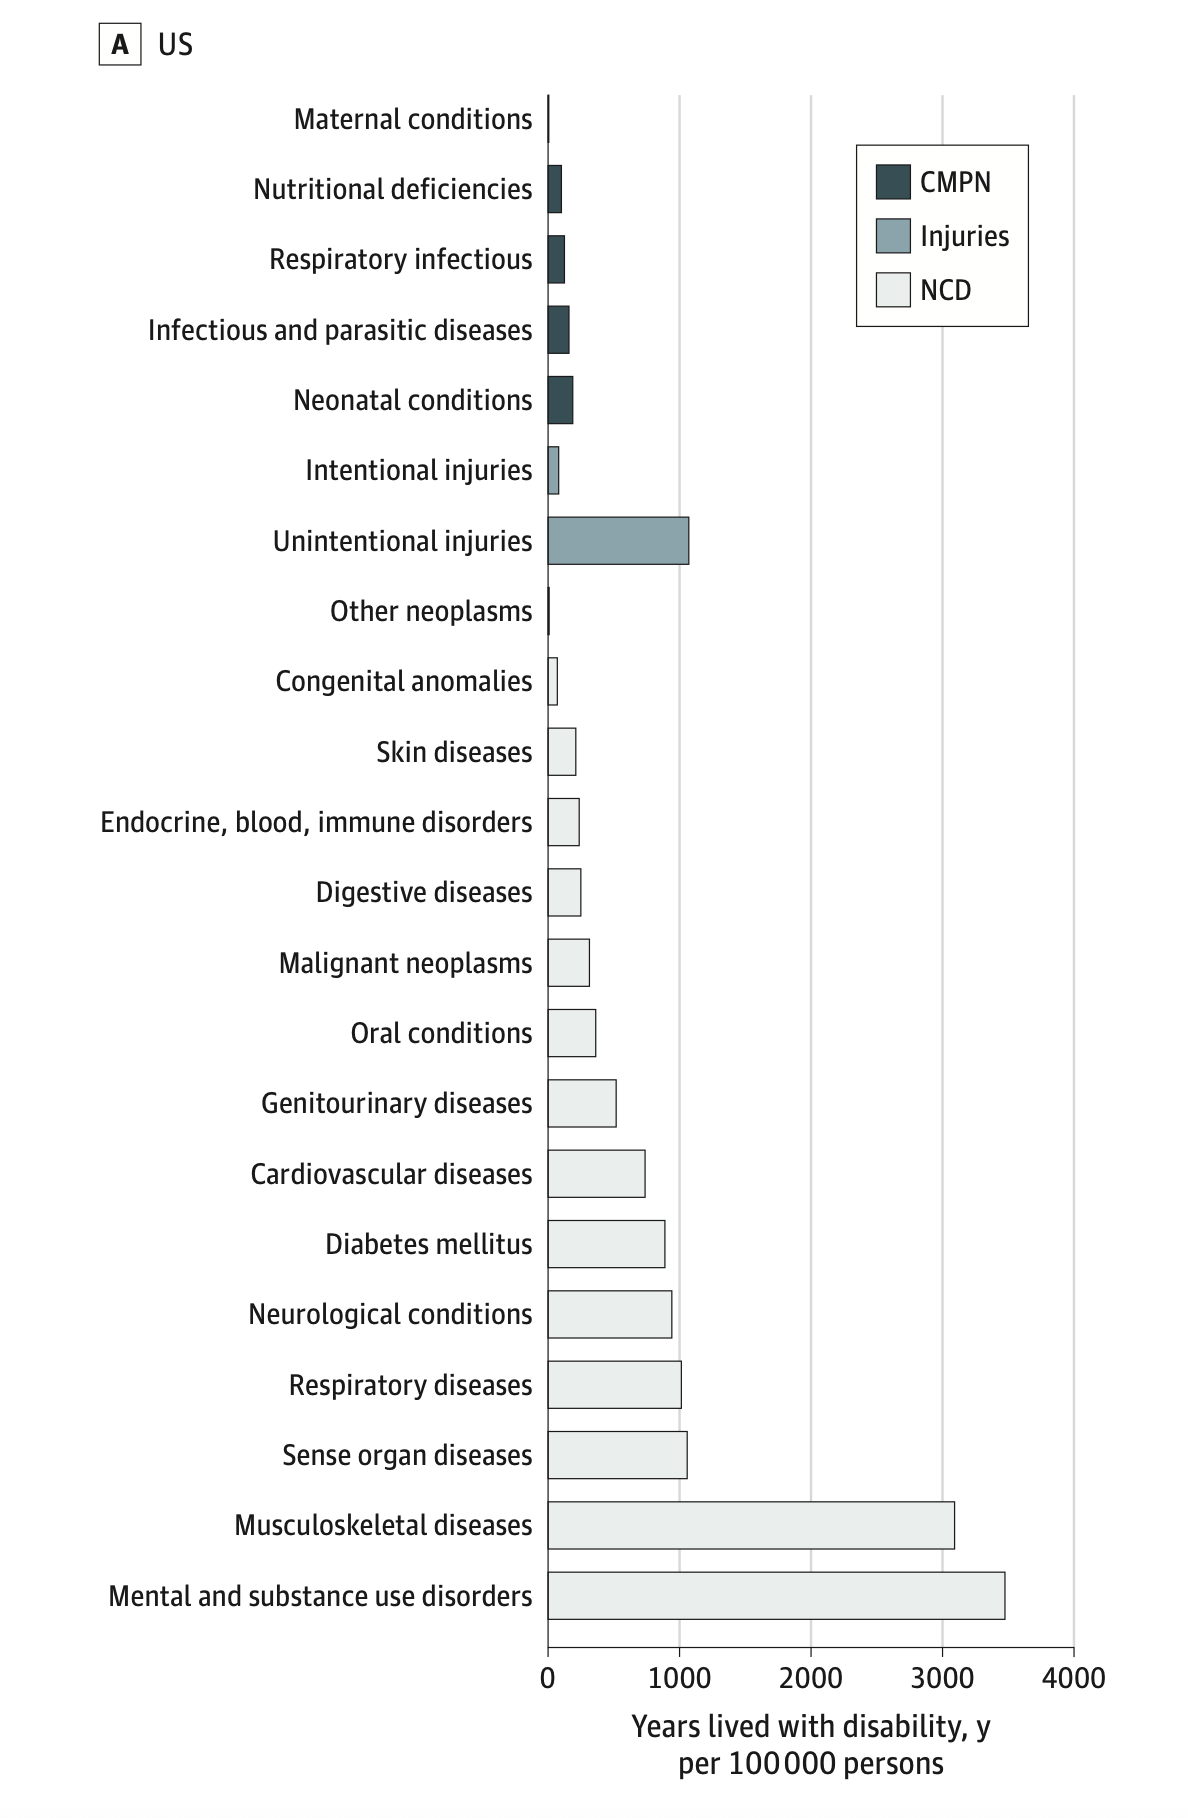 A US
Maternal conditions
Nutritional deficiencies
Respiratory infectious
Infectious and parasitic diseases
Neonatal conditions
Intentional injuries
Unintentional injuries
Other neoplasms
Congenital anomalies
Skin diseases
Endocrine, blood, immune disorders
Digestive diseases
Malignant neoplasms
Oral conditions
Genitourinary diseases
Cardiovascular diseases
Diabetes mellitus
Neurological conditions
Respiratory diseases
Sense organ diseases
Musculoskeletal diseases
Mental and substance use disorders
CMPN
Injuries
NCD
0 1000 2000 3000 4000
Years lived with disability, y
per 100 000 persons